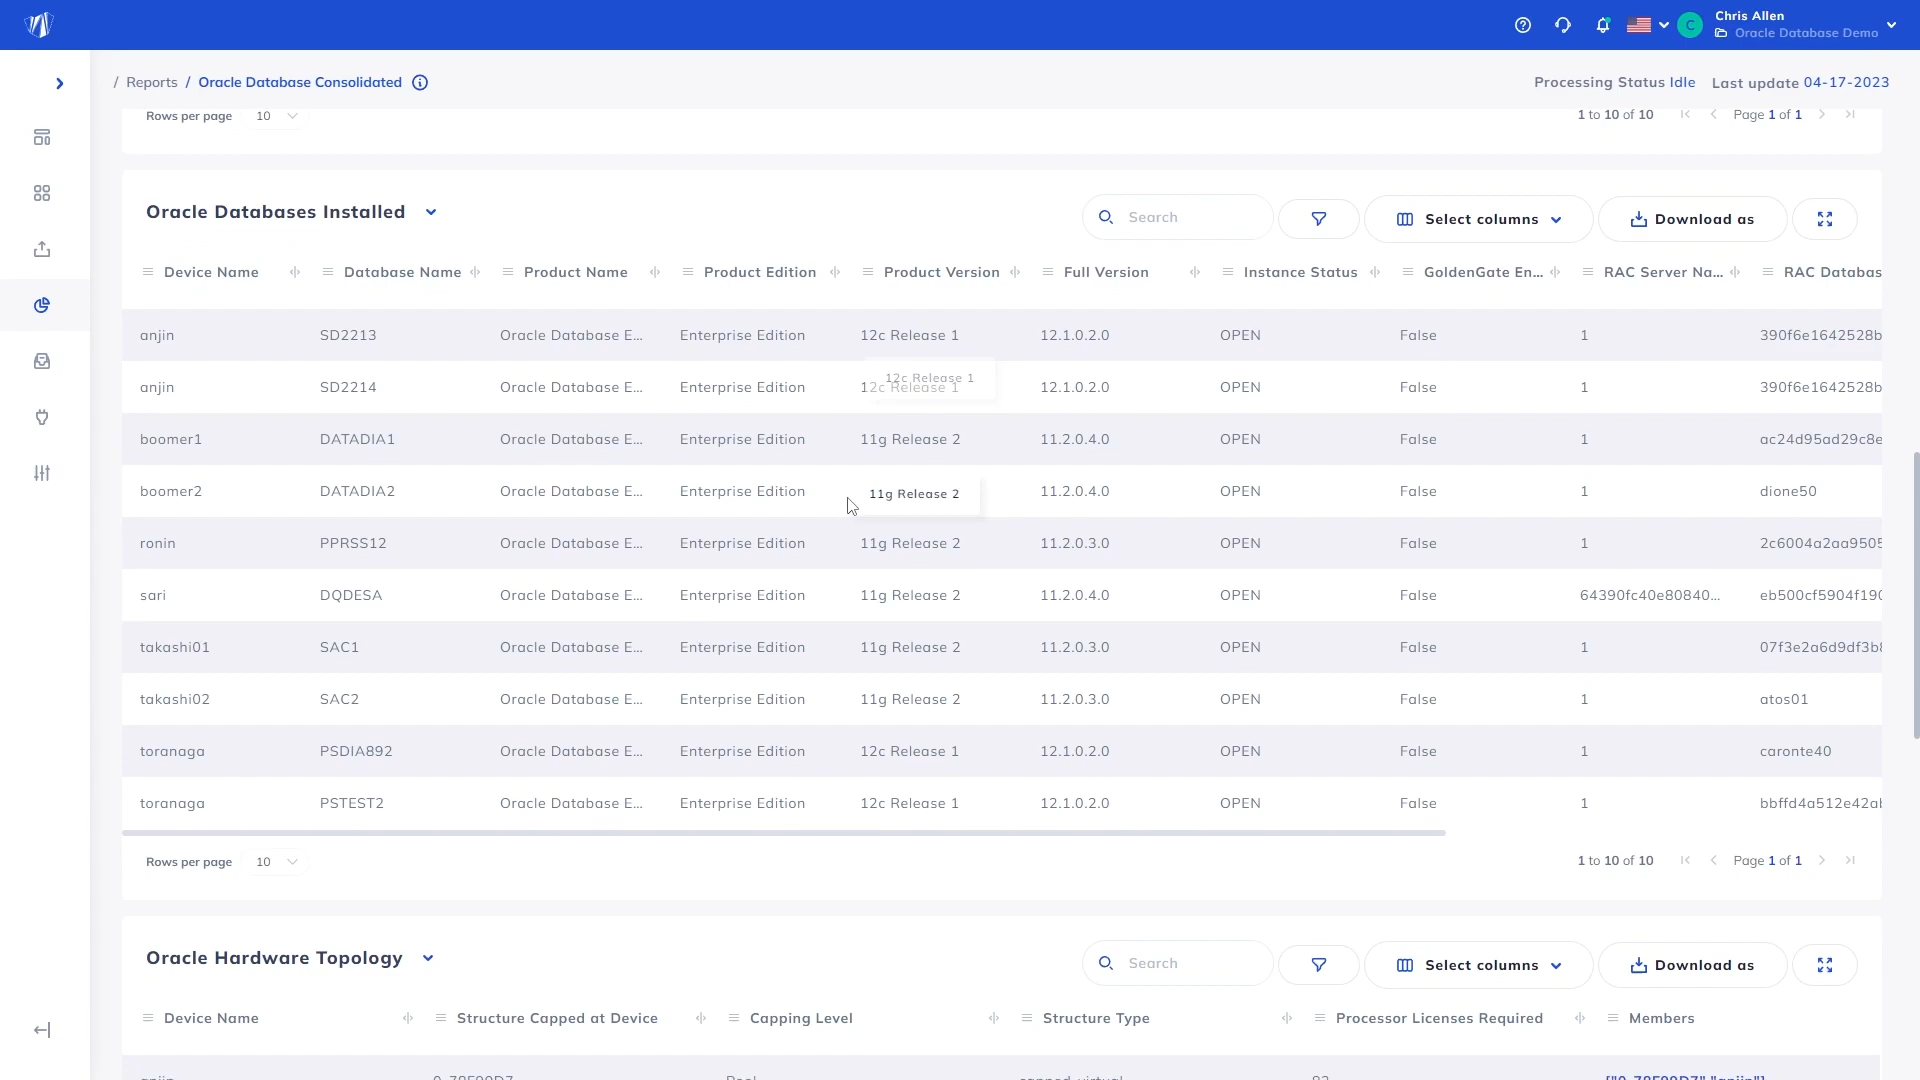 Chris Allen
C
Oracle Database Demo
/ Reports / Oracle Database Consolidated
Processing Status Idle Last update 04-17-2023
Rows per page 10 1 to 10 of 10 Page 1 of 1
Oracle Databases Installed Search Select columns Download as
Device Name Database Name Product Name Product Edition Product Version Full Version Instance Status GoldenGate En... RAC Server Na... RAC Databas
anjin SD2213 Oracle Database E... Enterprise Edition 12c Release 1 12.1.0.2.0 OPEN False 1 390f6e1642528b
12c Release 1
anjin SD2214 Oracle Database E... Enterprise Edition 12c Release 1 12.1.0.2.0 OPEN False 1 390f6e1642528b
boomer1 DATADIA1 Oracle Database E... Enterprise Edition 11g Release 2 11.2.0.4.0 OPEN False 1 ac24d95ad29c8e
boomer2 DATADIA2 Oracle Database E... Enterprise Edition 11g Release 2 11.2.0.4.0 OPEN False 1 dione50
ronin PPRSS12 Oracle Database E... Enterprise Edition 11g Release 2 11.2.0.3.0 OPEN False 1 2c6004a2aa9505
sari DQDESA Oracle Database E... Enterprise Edition 11g Release 2 11.2.0.4.0 OPEN False 64390fc40e80840... eb500cf5904f190
takashi01 SAC1 Oracle Database E... Enterprise Edition 11g Release 2 11.2.0.3.0 OPEN False 1 07f3e2a6d9df3b8
takashi02 SAC2 Oracle Database E... Enterprise Edition 11g Release 2 11.2.0.3.0 OPEN False 1 atos01
toranaga PSDIA892 Oracle Database E... Enterprise Edition 12c Release 1 12.1.0.2.0 OPEN False 1 caronte40
toranaga PSTEST2 Oracle Database E... Enterprise Edition 12c Release 1 12.1.0.2.0 OPEN False 1 bbffd4a512e42ab
Rows per page 10 1 to 10 of 10 Page 1 of 1
Oracle Hardware Topology Search Select columns Download as
Device Name Structure Capped at Device Capping Level Structure Type Processor Licenses Required Members
anjin 0-78F90D7 Pool capped-virtual ["0-78F90D7","anjin"]